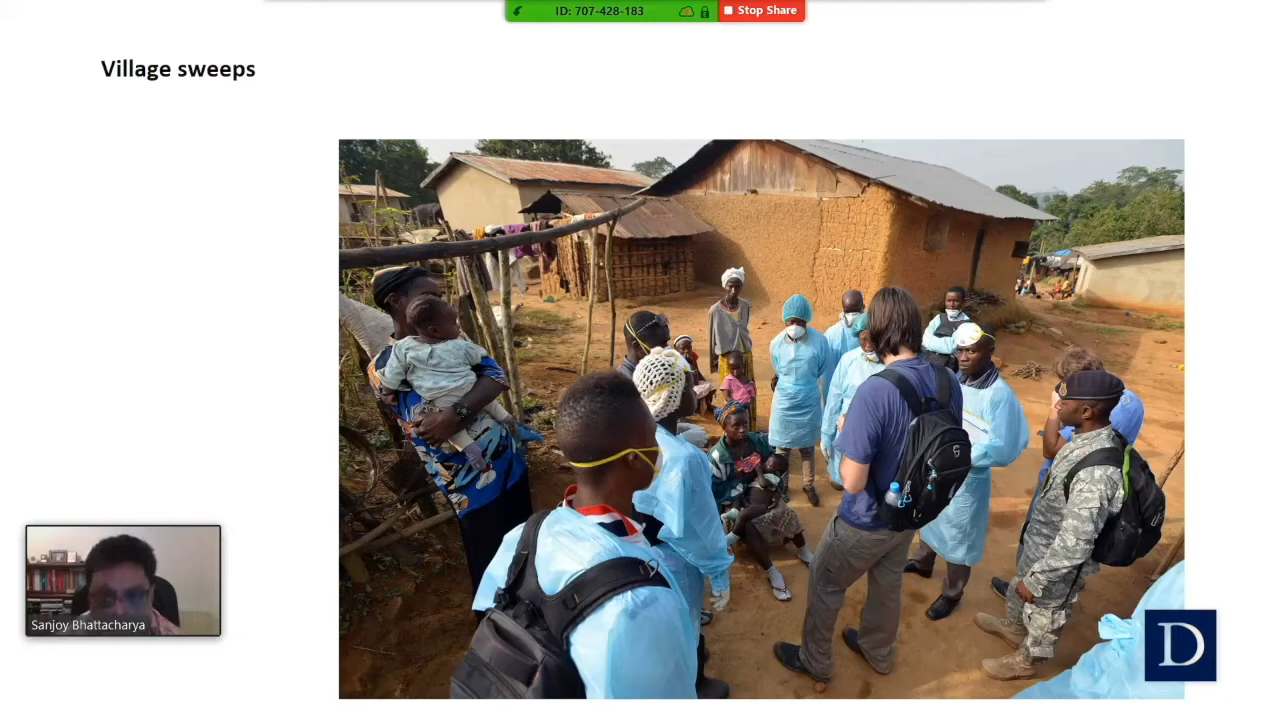 ID: 707-428-183
Stop Share
Village sweeps
Sanjoy Bhattacharya
D